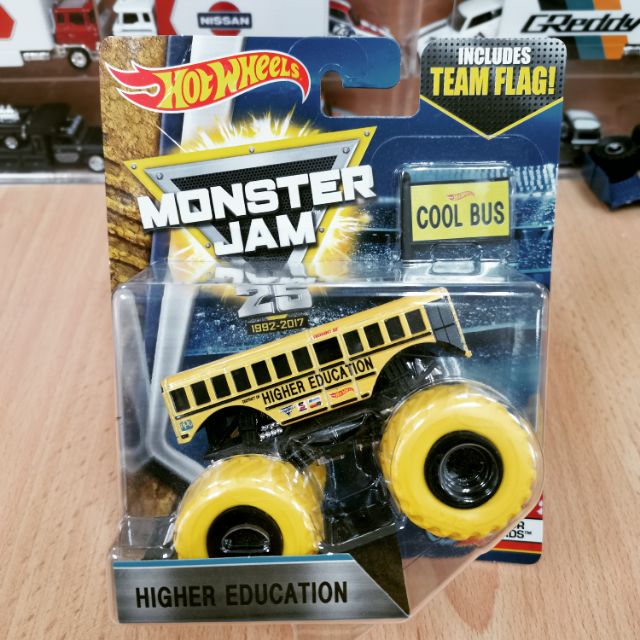 NISSAN
GReddy
HOT WHEELS
INCLUDES
TEAM FLAG!
MONSTER
JAM
COOL BUS
25
1992-2017
HIGHER EDUCATION
HIGHER EDUCATION